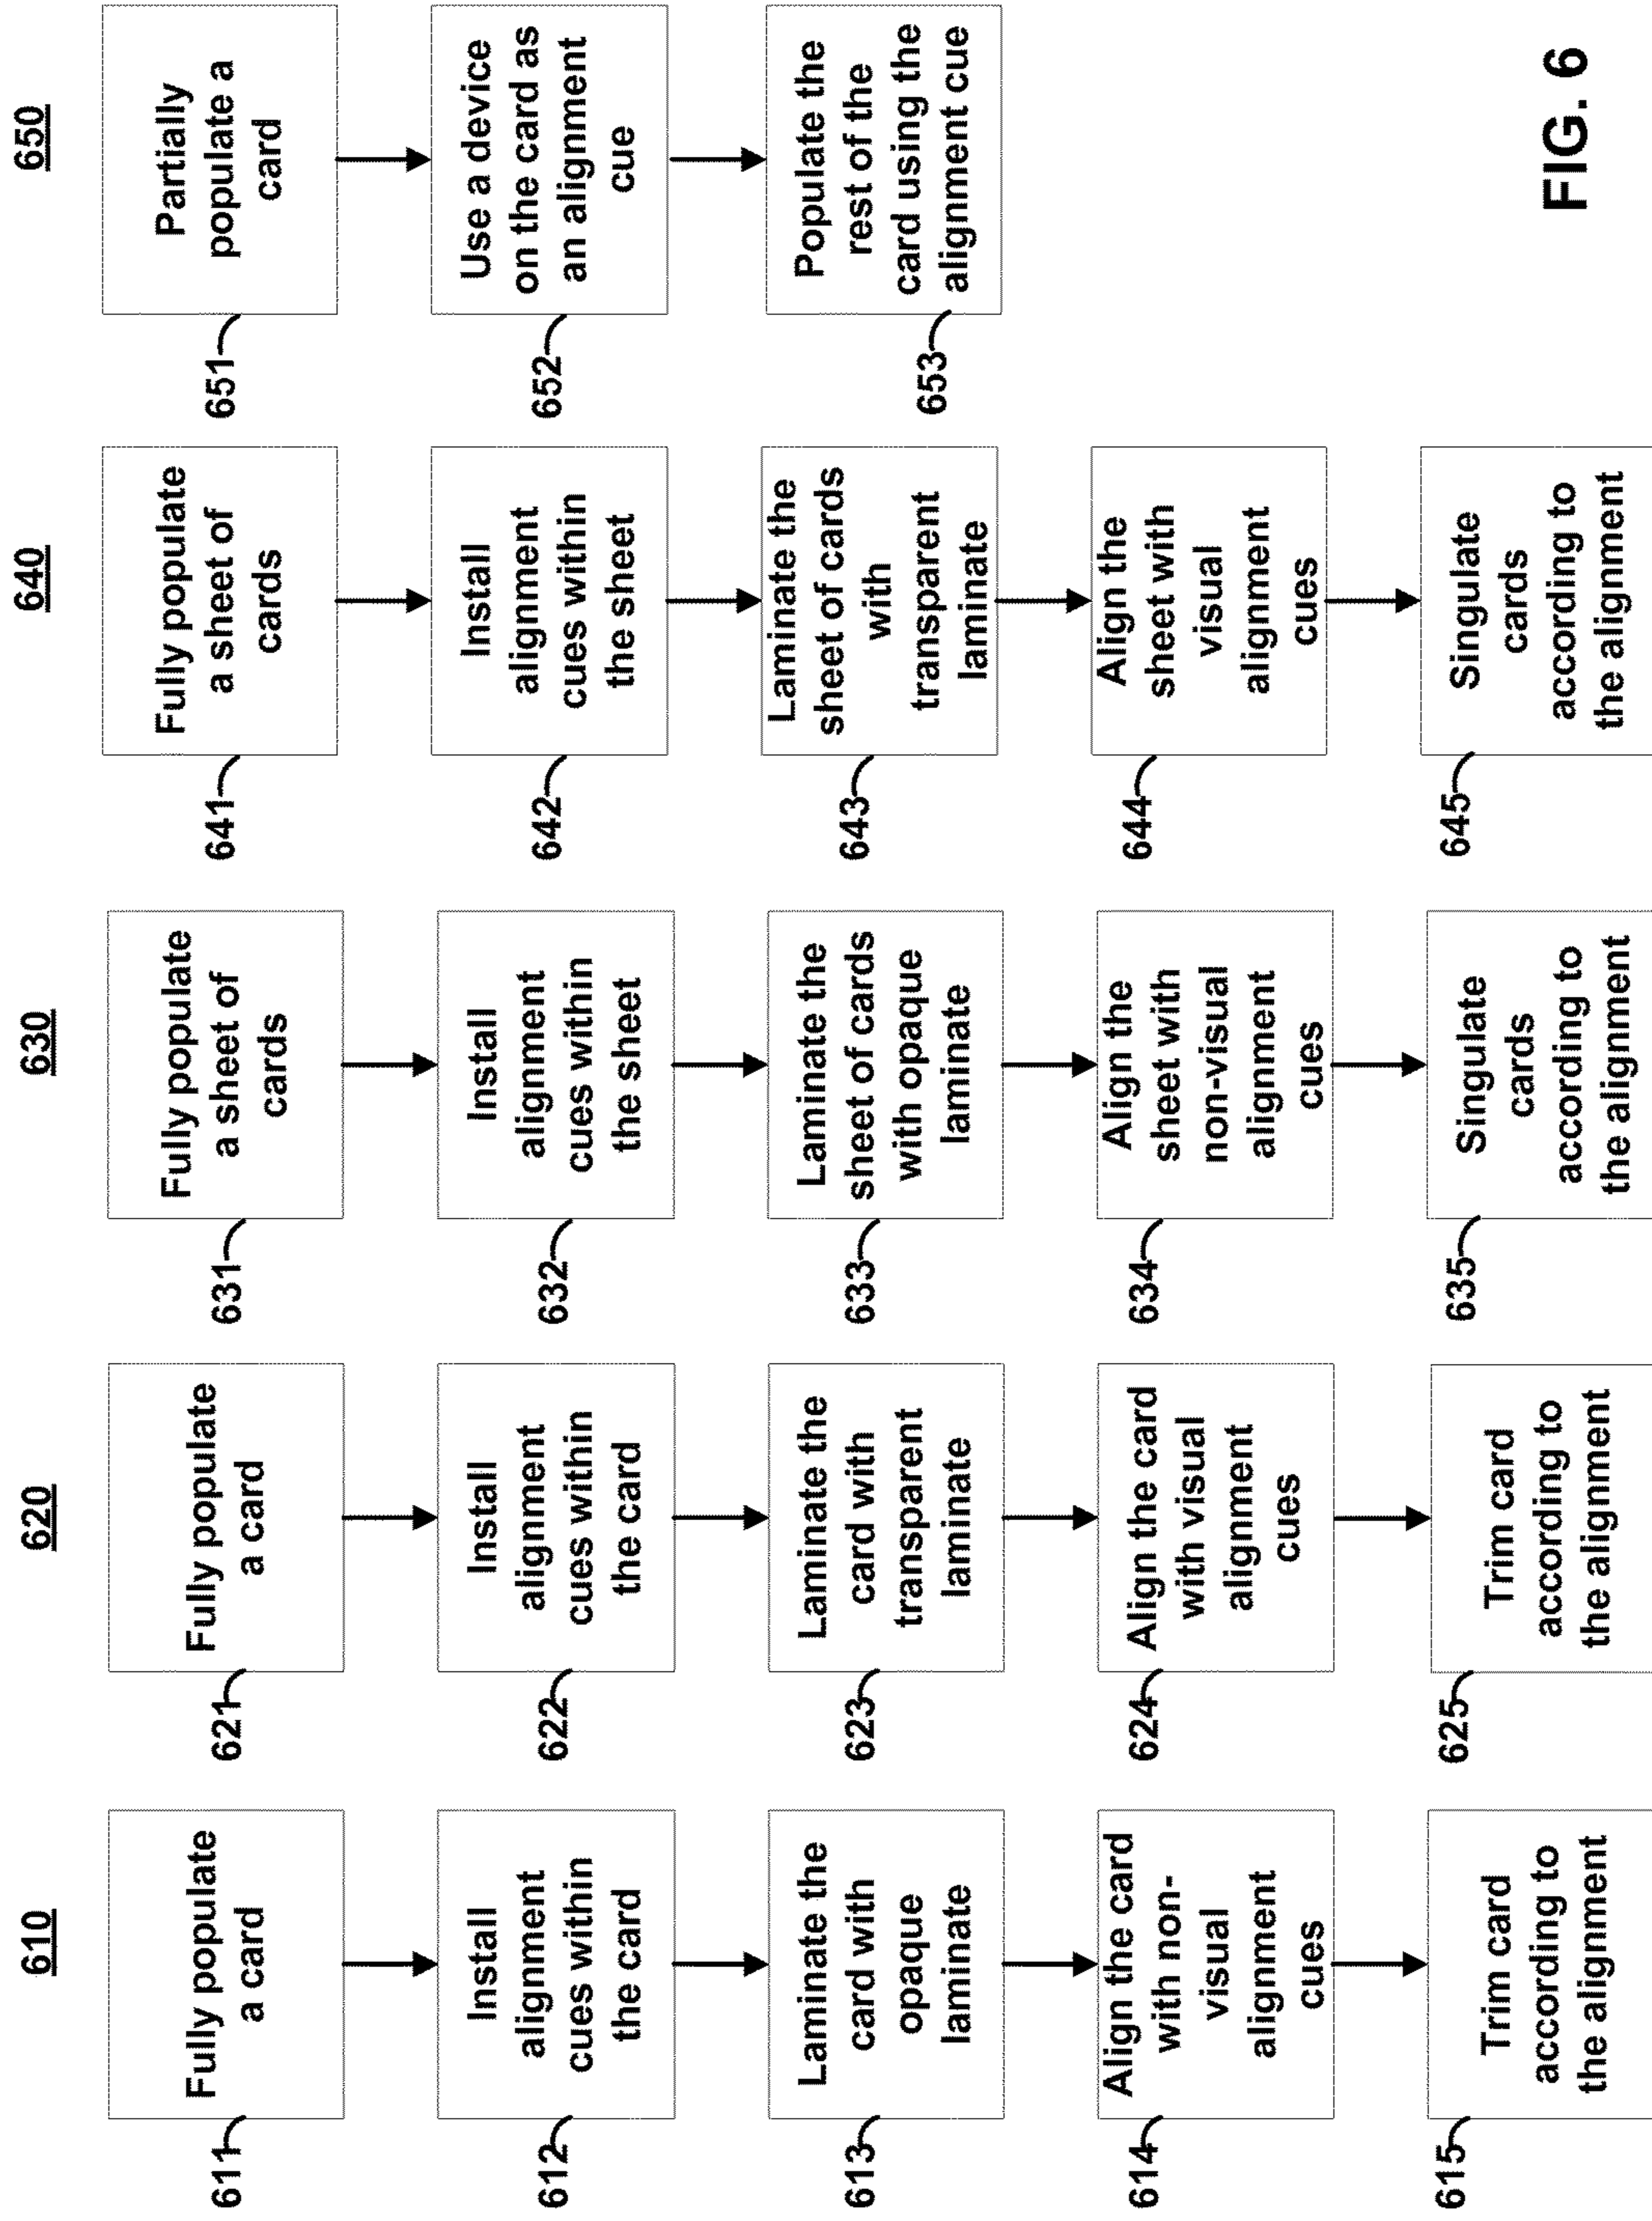 610
611
Fully populate
a card
612
Install
alignment
cues within
the card
613
Laminate the
card with
opaque
laminate
614
Align the card
with non-
visual
alignment
cues
615
Trim card
according to
the alignment
620
621
Fully populate
a card
622
Install
alignment
cues within
the card
623
Laminate the
card with
transparent
laminate
624
Align the card
with visual
alignment
cues
625
Trim card
according to
the alignment
630
631
Fully populate
a sheet of
cards
632
Install
alignment
cues within
the sheet
633
Laminate the
sheet of cards
with opaque
laminate
634
Align the
sheet with
non-visual
alignment
cues
635
Singulate
cards
according to
the alignment
640
641
Fully populate
a sheet of
cards
642
Install
alignment
cues within
the sheet
643
Laminate the
sheet of cards
with
transparent
laminate
644
Align the
sheet with
visual
alignment
cues
645
Singulate
cards
according to
the alignment
650
651
Partially
populate a
card
652
Use a device
on the card as
an alignment
cue
653
Populate the
rest of the
card using the
alignment cue
FIG. 6